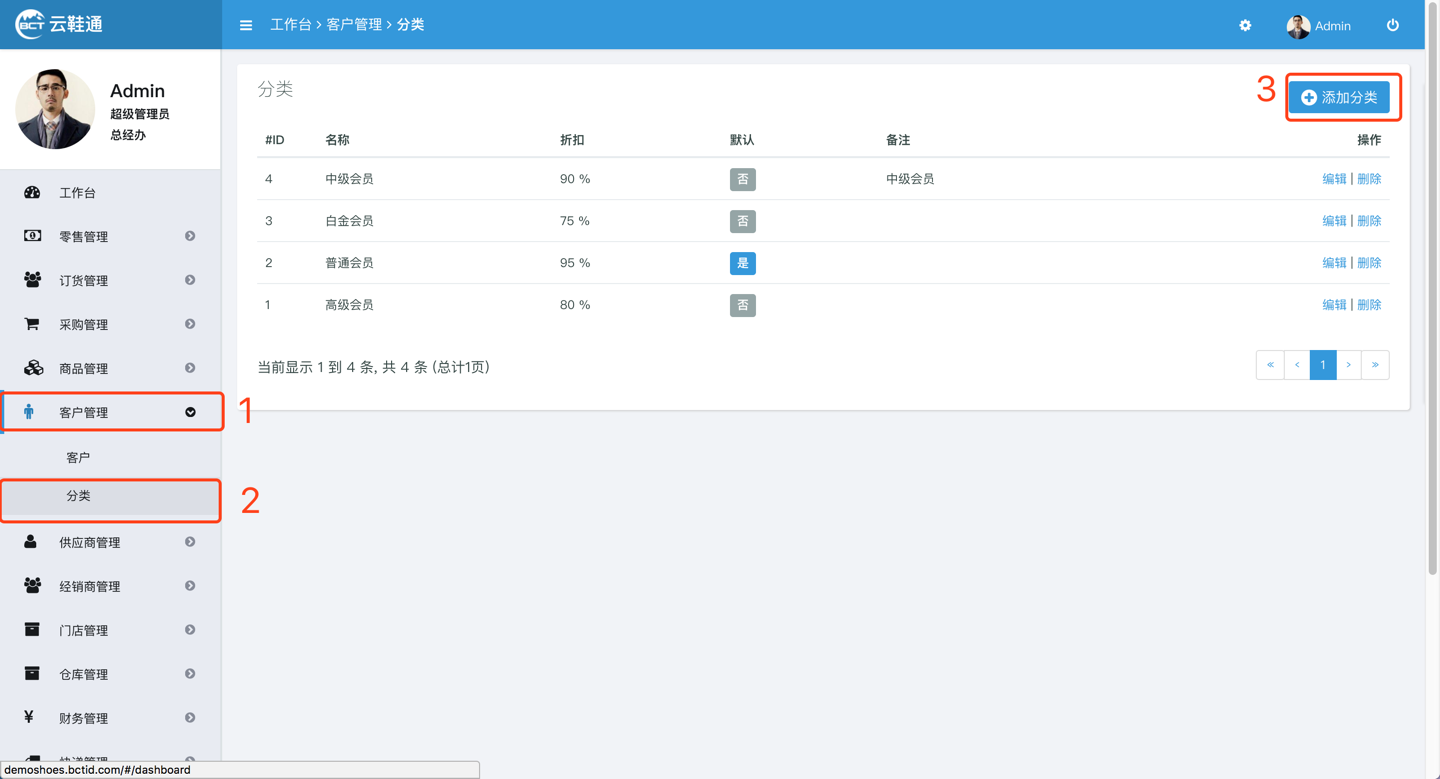 BCT 云鞋通
工作台 > 客户管理 > 分类
Admin
Admin
超级管理员
总经办
工作台
零售管理
订货管理
采购管理
商品管理
客户管理
1
客户
分类
2
供应商管理
经销商管理
门店管理
仓库管理
¥ 财务管理
demoshoes.bctid.com/#/dashboard
分类
3
添加分类
#ID 名称 折扣 默认 备注 操作
4 中级会员 90 % 否 中级会员 编辑 | 删除
3 白金会员 75 % 否 编辑 | 删除
2 普通会员 95 % 是 编辑 | 删除
1 高级会员 80 % 否 编辑 | 删除
当前显示 1 到 4 条, 共 4 条 (总计1页)
« ‹ 1 › »